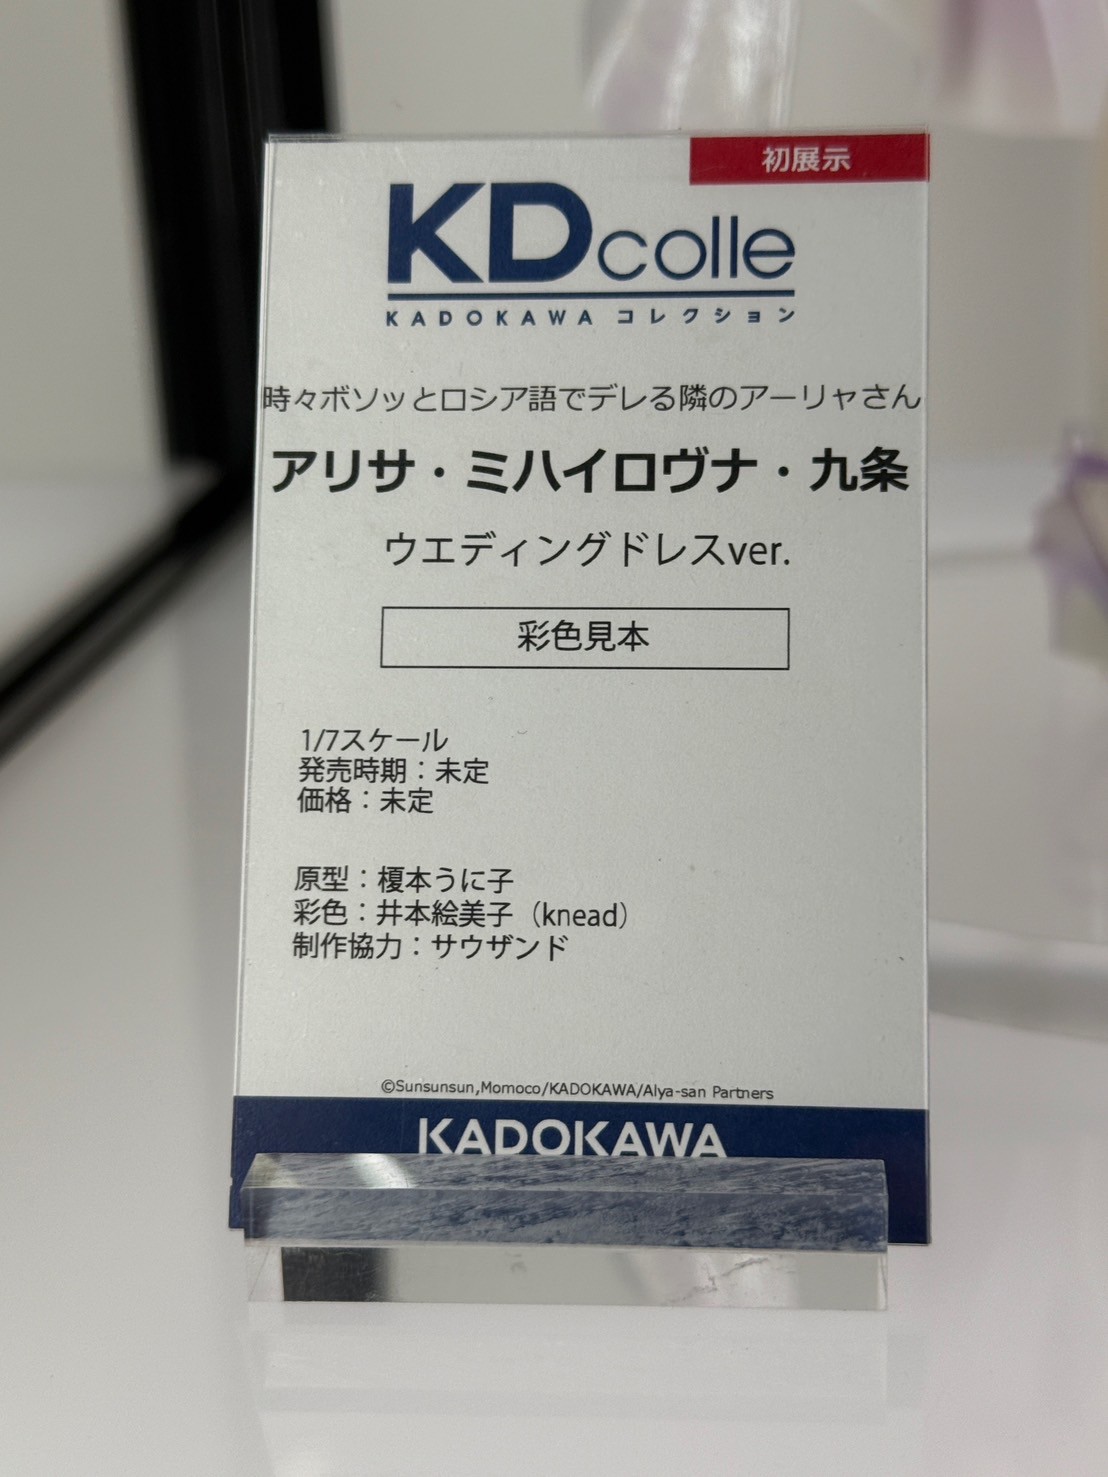 初展示
KDcolle
KADOKAWA コレクション
時々ボソッとロシア語でデレる隣のアーリャさん
アリサ・ミハイロヴナ・九条
ウエディングドレスver.
彩色見本
1/7スケール
発売時期：未定
価格：未定
原型：榎本うに子
彩色：井本絵美子（knead）
制作協力：サウザンド
©Sunsunsun,Momoco/KADOKAWA/Alya-san Partners
KADOKAWA